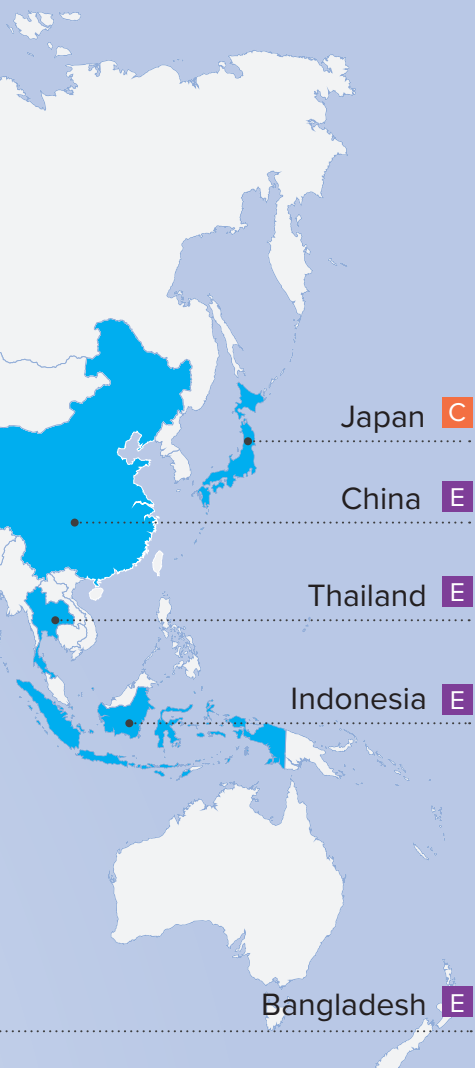 Japan C
China E
Thailand E
Indonesia E
Bangladesh E